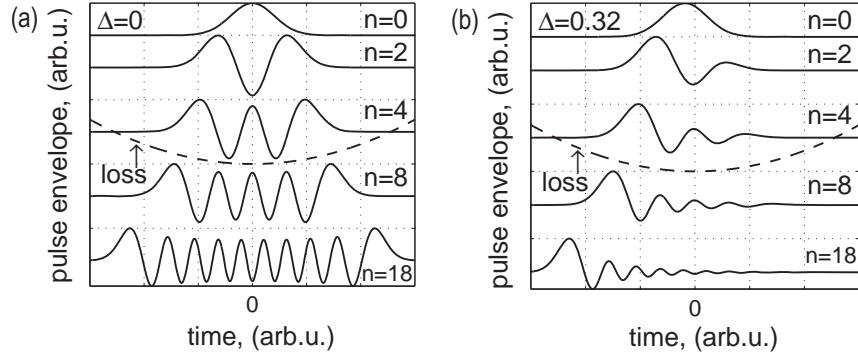 (a)
Δ=0
n=0
n=2
n=4
loss
n=8
n=18
0
time, (arb.u.)
pulse envelope, (arb.u.)
(b)
Δ=0.32
n=0
n=2
n=4
loss
n=8
n=18
0
time, (arb.u.)
pulse envelope, (arb.u.)